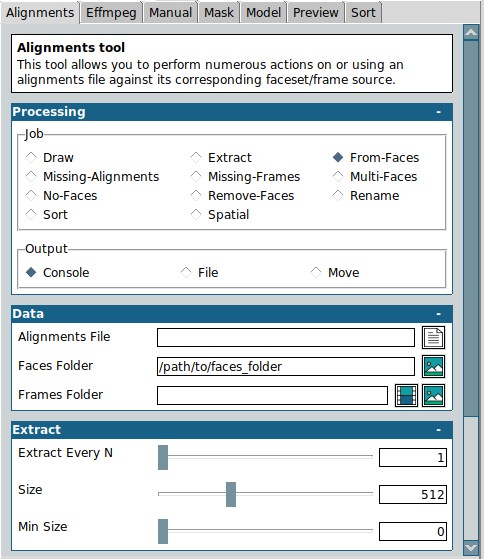 Alignments Effmpeg Manual Mask Model Preview Sort
Alignments tool
This tool allows you to perform numerous actions on or using an
alignments file against its corresponding faceset/frame source.
Processing -
Job
Draw Extract From-Faces
Missing-Alignments Missing-Frames Multi-Faces
No-Faces Remove-Faces Rename
Sort Spatial
Output
Console File Move
Data -
Alignments File
Faces Folder /path/to/faces_folder
Frames Folder
Extract -
Extract Every N 1
Size 512
Min Size 0